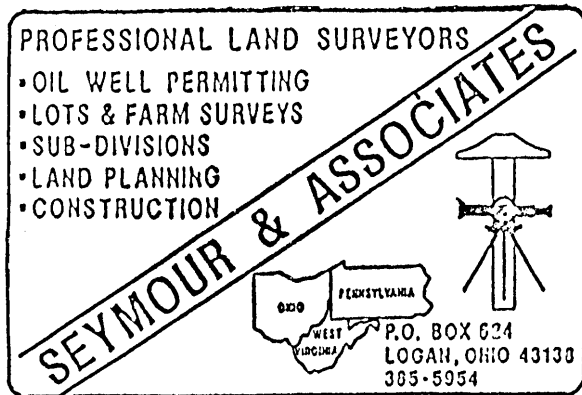 PROFESSIONAL LAND SURVEYORS
•OIL WELL PERMITTING
•LOTS & FARM SURVEYS
•SUB-DIVISIONS
•LAND PLANNING
•CONSTRUCTION
SEYMOUR & ASSOCIATES
OHIO
PENNSYLVANIA
WEST
VIRGINIA
P.O. BOX 624
LOGAN, OHIO 43138
385-5954